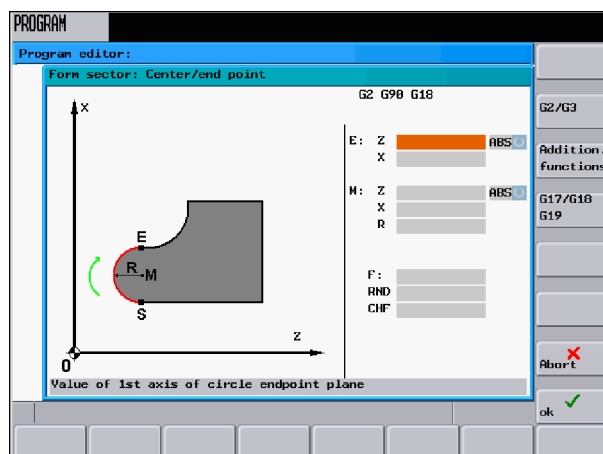 PROGRAM
Program editor:
Form sector: Center/end point
G2 G90 G18
X
E: Z ABS
X
M: Z ABS
X
R
F:
RND
CHF
E
R M
S
Z
0
Value of 1st axis of circle endpoint plane
G2/G3
Addition.
functions
G17/G18
G19
Abort
ok